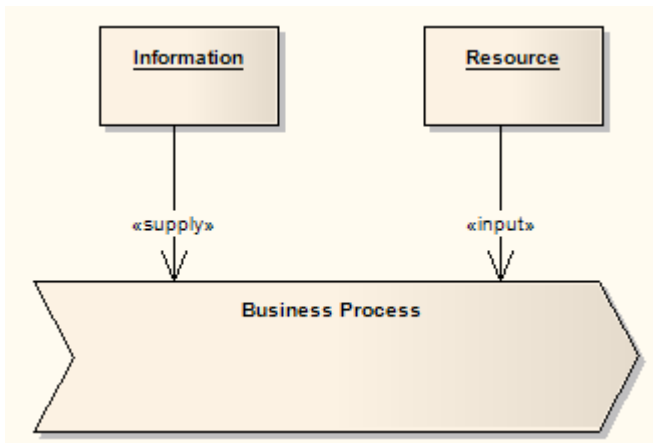 Information
Resource
«supply»
«input»
Business Process